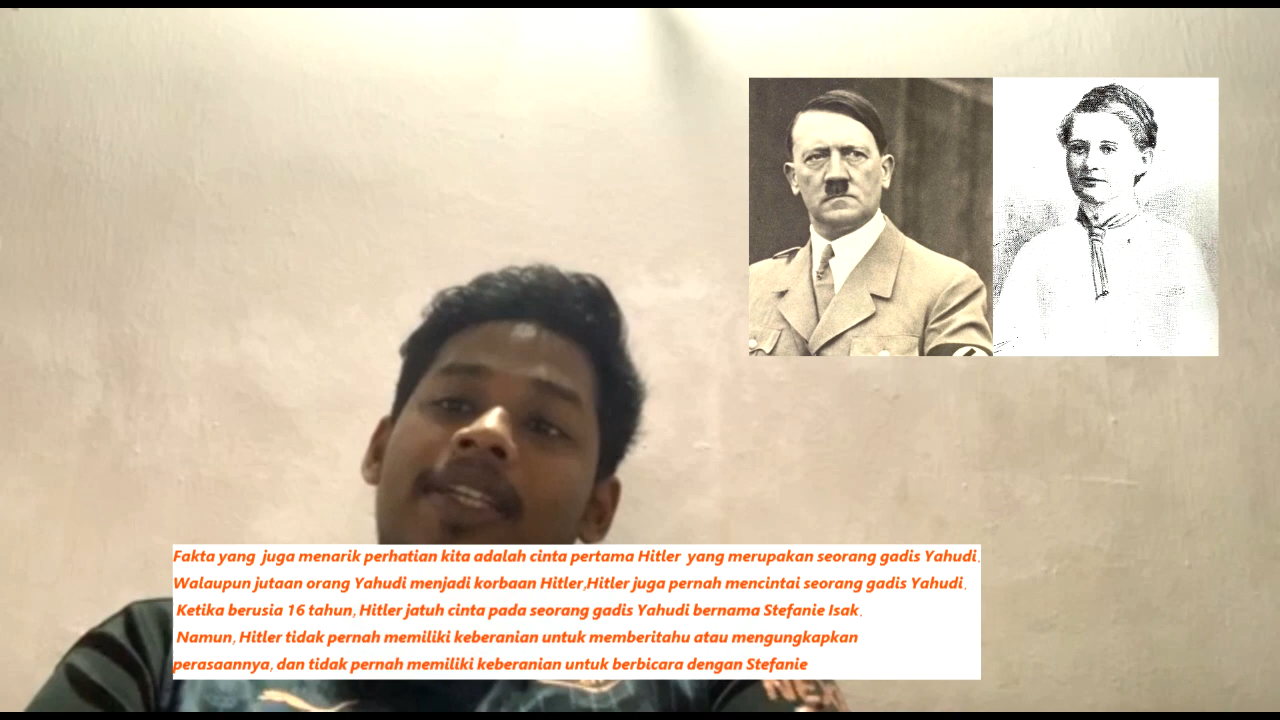 Fakta yang juga menarik perhatian kita adalah cinta pertama Hitler yang merupakan seorang gadis Yahudi.
Walaupun jutaan orang Yahudi menjadi korbaan Hitler,Hitler juga pernah mencintai seorang gadis Yahudi.
Ketika berusia 16 tahun, Hitler jatuh cinta pada seorang gadis Yahudi bernama Stefanie Isak.
Namun, Hitler tidak pernah memiliki keberanian untuk memberitahu atau mengungkapkan
perasaannya, dan tidak pernah memiliki keberanian untuk berbicara dengan Stefanie